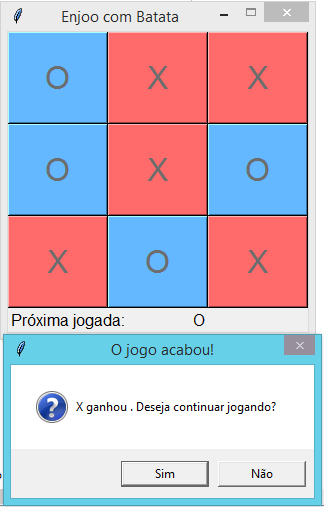 Enjoo com Batata
O X X
O X O
X O X
Próxima jogada: O
O jogo acabou!
X ganhou . Deseja continuar jogando?
Sim Não